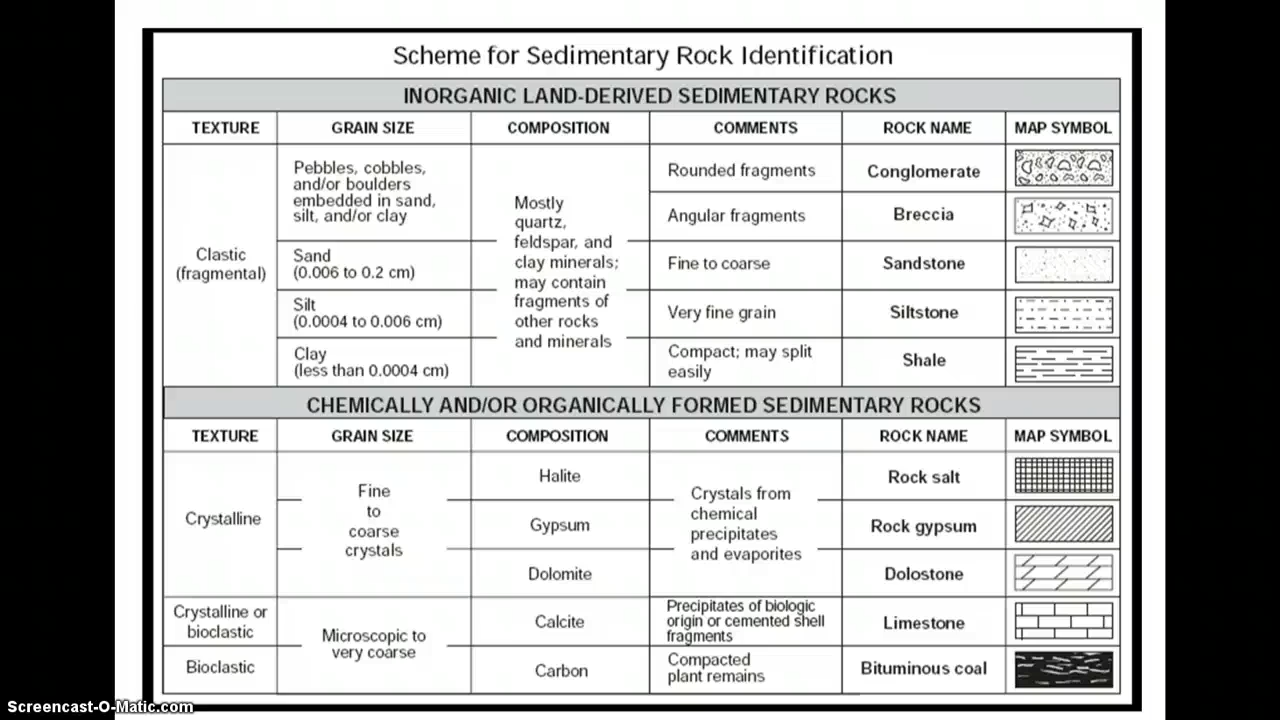 Scheme for Sedimentary Rock Identification
INORGANIC LAND-DERIVED SEDIMENTARY ROCKS
TEXTURE GRAIN SIZE COMPOSITION COMMENTS ROCK NAME MAP SYMBOL
Clastic
(fragmental)
Pebbles, cobbles,
and/or boulders
embedded in sand,
silt, and/or clay
Mostly
quartz,
feldspar, and
clay minerals;
may contain
fragments of
other rocks
and minerals
Rounded fragments
Conglomerate
Angular fragments
Breccia
Sand
(0.006 to 0.2 cm)
Fine to coarse
Sandstone
Silt
(0.0004 to 0.006 cm)
Very fine grain
Siltstone
Clay
(less than 0.0004 cm)
Compact; may split
easily
Shale
CHEMICALLY AND/OR ORGANICALLY FORMED SEDIMENTARY ROCKS
TEXTURE GRAIN SIZE COMPOSITION COMMENTS ROCK NAME MAP SYMBOL
Crystalline
Fine
to
coarse
crystals
Halite
Crystals from
chemical
precipitates
and evaporites
Rock salt
Gypsum
Rock gypsum
Dolomite
Dolostone
Crystalline or
bioclastic
Microscopic to
very coarse
Calcite
Precipitates of biologic
origin or cemented shell
fragments
Limestone
Bioclastic
Carbon
Compacted
plant remains
Bituminous coal
Screencast-O-Matic.com